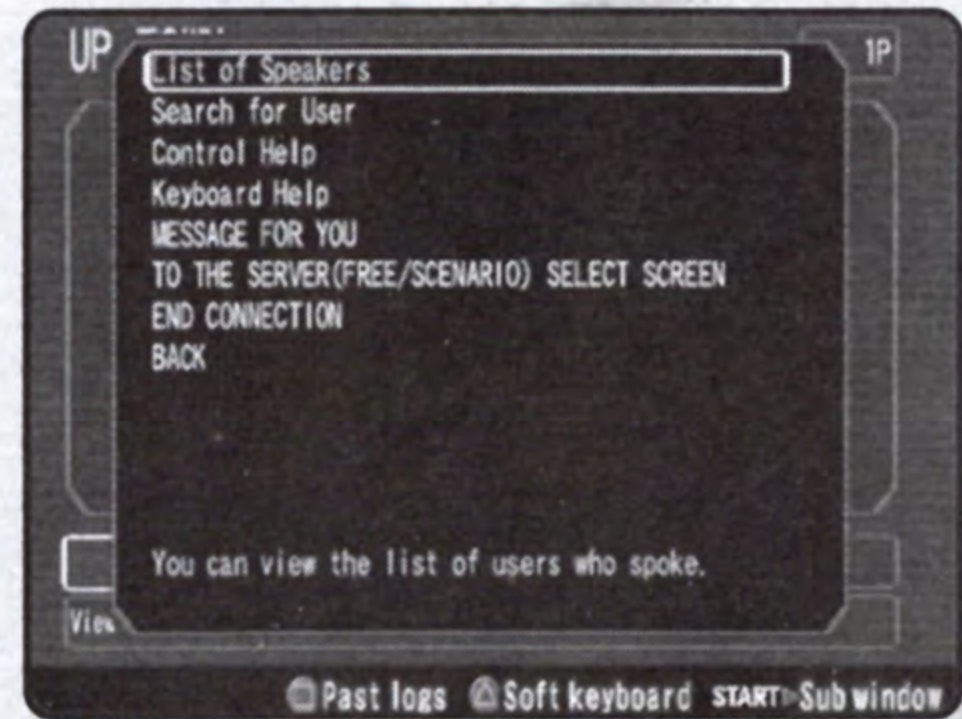 UP
1P
List of Speakers
Search for User
Control Help
Keyboard Help
MESSAGE FOR YOU
TO THE SERVER(FREE/SCENARIO) SELECT SCREEN
END CONNECTION
BACK
You can view the list of users who spoke.
View
Past logs Soft keyboard START Sub window